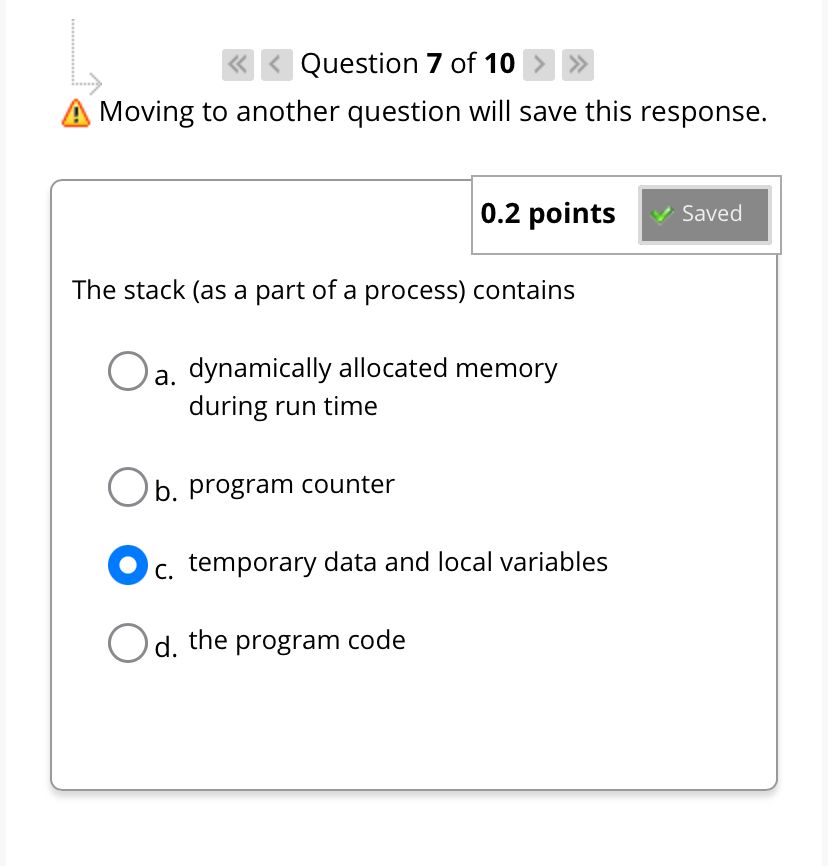 Question 7 of 10
Moving to another question will save this response.
0.2 points
Saved
The stack (as a part of a process) contains
a. dynamically allocated memory
during run time
b. program counter
c. temporary data and local variables
d. the program code